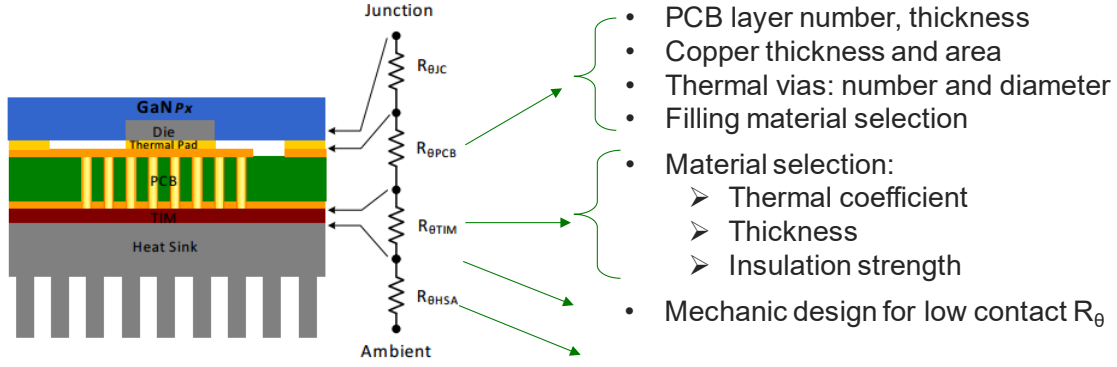 Junction
RθJC
GaNPx
Die
Thermal Pad
RθPCB
PCB
TIM
RθTIM
Heat Sink
RθHSA
Ambient
• PCB layer number, thickness
• Copper thickness and area
• Thermal vias: number and diameter
• Filling material selection
• Material selection:
➢ Thermal coefficient
➢ Thickness
➢ Insulation strength
• Mechanic design for low contact Rθ